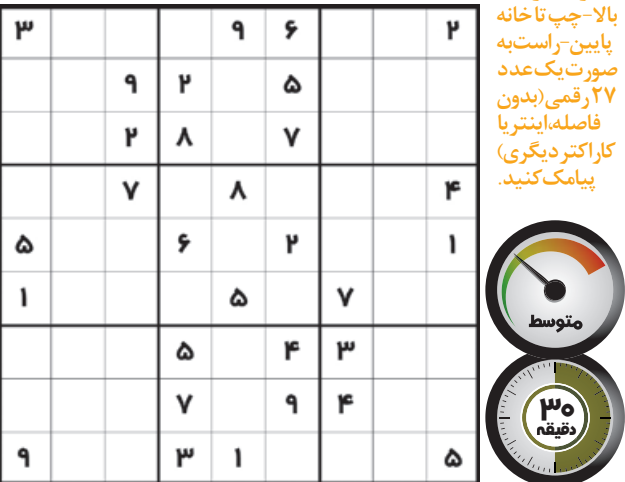 بالا-چپ تا خانه
پایین-راست به
صورت یک عدد
۲۷ رقمی (بدون
فاصله، اینتر یا
کاراکتر دیگری)
پیامک کنید.
۳ ۹ ۶ ۲
۹ ۲ ۵
۲ ۸ ۷
۷ ۸ ۴
۵ ۶ ۲ ۱
۱ ۵ ۷
۵ ۴ ۳
۷ ۹ ۴
۹ ۳ ۱ ۵
متوسط
۳۰
دقیقه